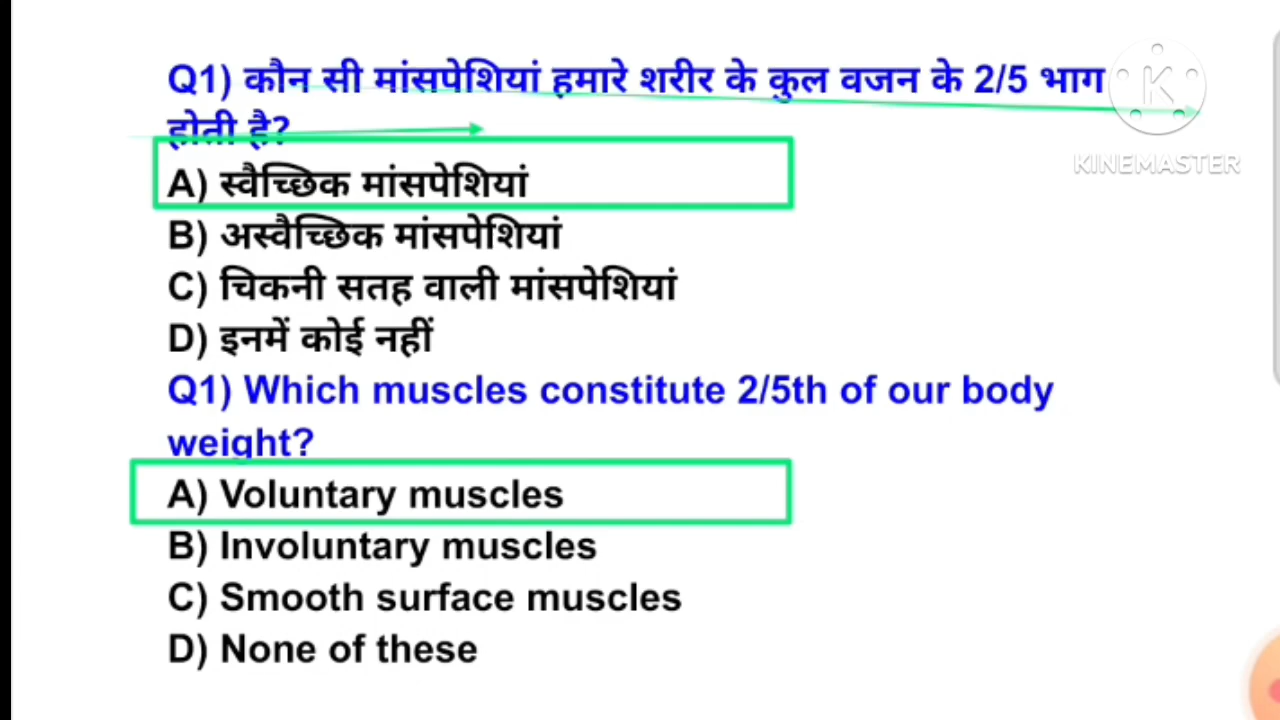 Q1) कौन सी मांसपेशियां हमारे शरीर के कुल वजन के 2/5 भाग
होती है?
A) स्वैच्छिक मांसपेशियां
B) अस्वैच्छिक मांसपेशियां
C) चिकनी सतह वाली मांसपेशियां
D) इनमें कोई नहीं
Q1) Which muscles constitute 2/5th of our body
weight?
A) Voluntary muscles
B) Involuntary muscles
C) Smooth surface muscles
D) None of these
K
KINEMASTER